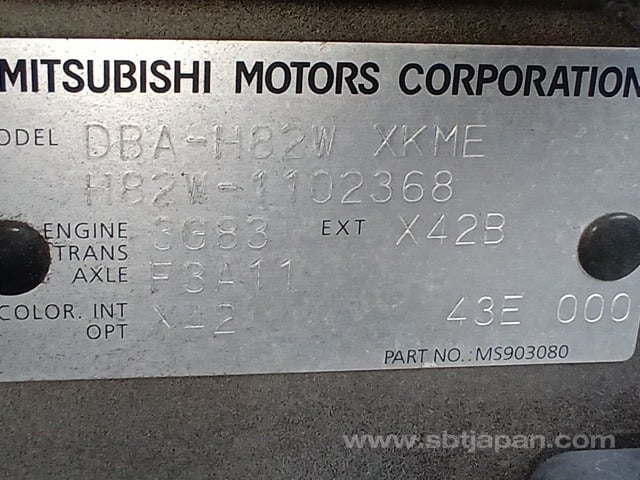 MITSUBISHI MOTORS CORPORATION
MODEL DBA-H82W XKME
H82W-1102368
ENGINE 3G83 EXT X42B
TRANS
AXLE F3A11
COLOR. INT X42 43E 000
OPT
PART NO.: MS903080
www.sbtjapan.com